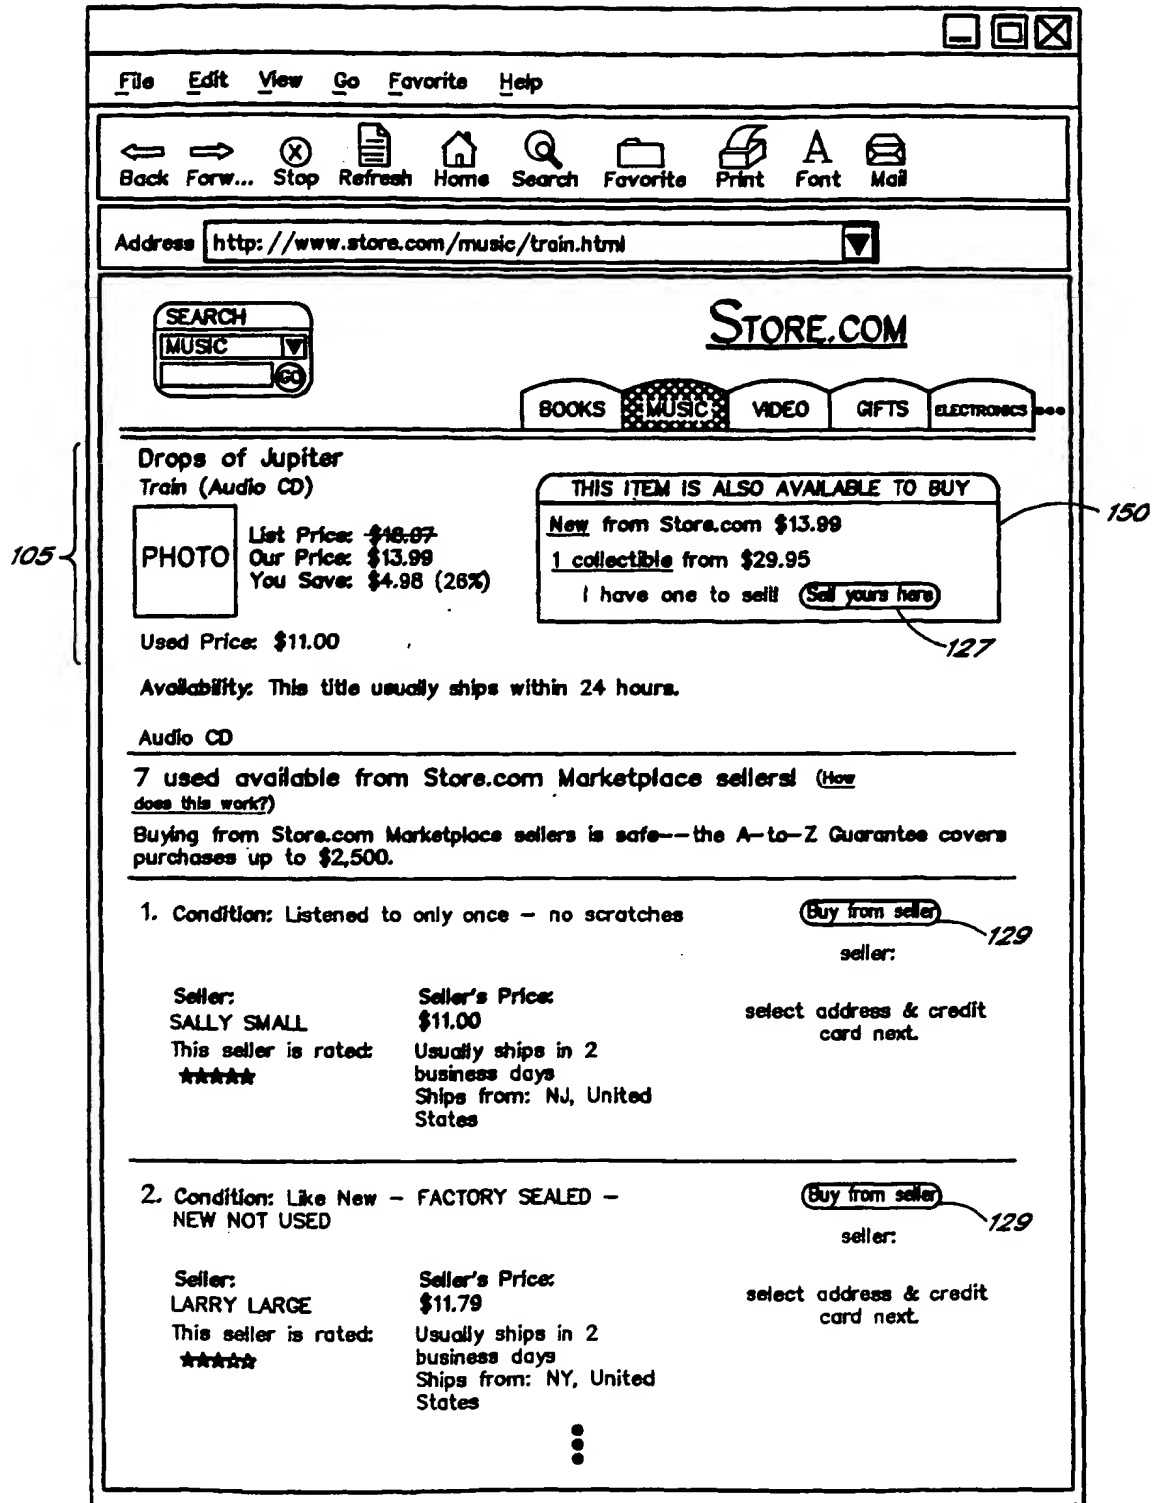 File Edit View Go Favorite Help
Back Forw... Stop Refresh Home Search Favorite Print Font Mail
Address http://www.store.com/music/train.html
SEARCH
MUSIC
GO
STORE.COM
BOOKS MUSIC VIDEO GIFTS ELECTRONICS
Drops of Jupiter
Train (Audio CD)
PHOTO
List Price: $18.97
Our Price: $13.99
You Save: $4.98 (26%)
Used Price: $11.00
105
THIS ITEM IS ALSO AVAILABLE TO BUY
New from Store.com $13.99
1 collectible from $29.95
I have one to sell! Sell yours here
150
127
Availability: This title usually ships within 24 hours.
Audio CD
7 used available from Store.com Marketplace sellers! (How
does this work?)
Buying from Store.com Marketplace sellers is safe--the A-to-Z Guarantee covers
purchases up to $2,500.
1. Condition: Listened to only once - no scratches
Buy from seller
129
seller:
Seller:
SALLY SMALL
This seller is rated:
Seller's Price:
$11.00
Usually ships in 2
business days
Ships from: NJ, United
States
select address & credit
card next.
2. Condition: Like New - FACTORY SEALED -
NEW NOT USED
Buy from seller
129
seller:
Seller:
LARRY LARGE
This seller is rated:
Seller's Price:
$11.79
Usually ships in 2
business days
Ships from: NY, United
States
select address & credit
card next.